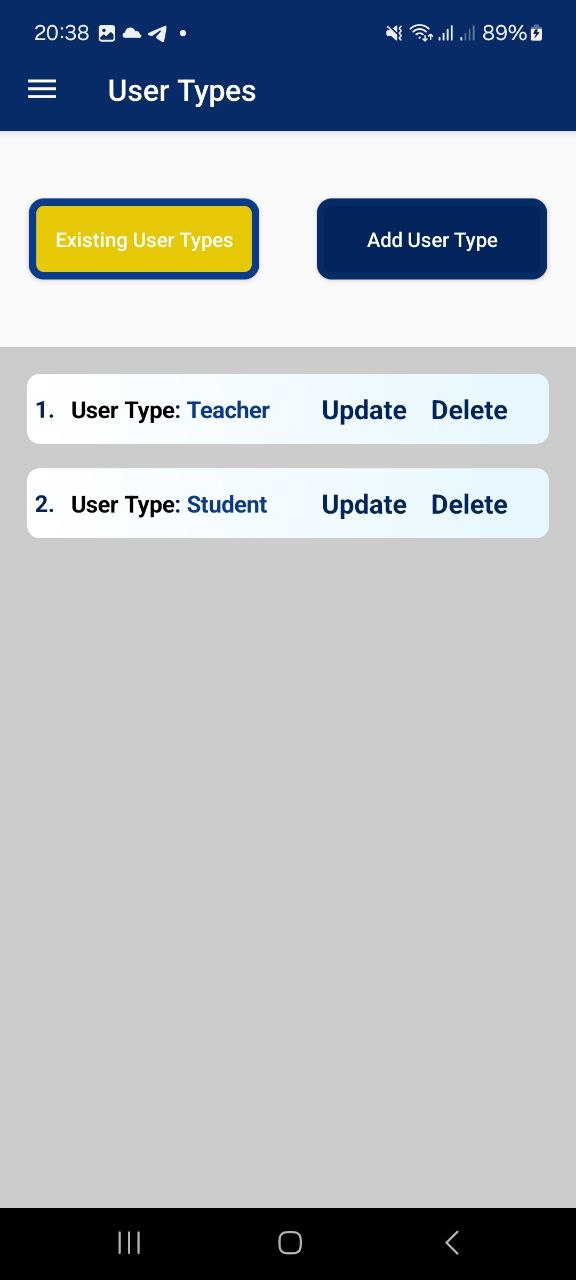 20:38 89%
User Types
Existing User Types Add User Type
1. User Type: Teacher Update Delete
2. User Type: Student Update Delete